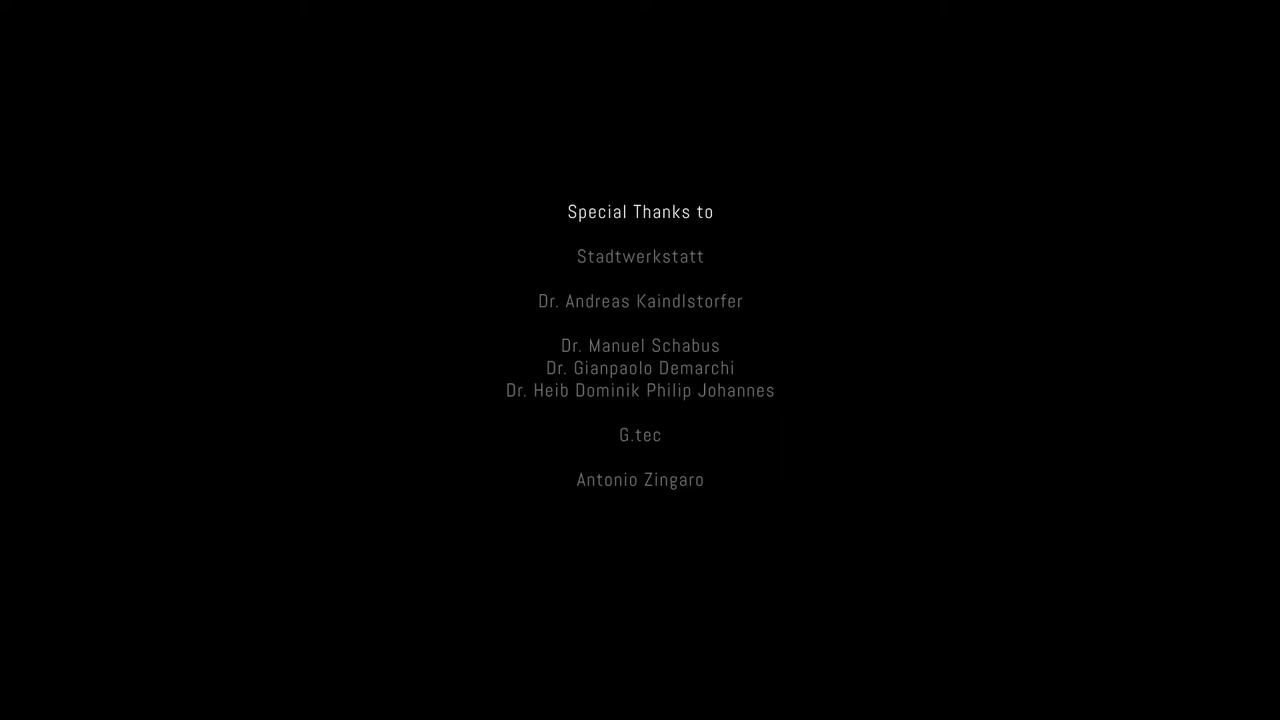 Special Thanks to
Stadtwerkstatt
Dr. Andreas Kaindlstorfer
Dr. Manuel Schabus
Dr. Gianpaolo Demarchi
Dr. Heib Dominik Philip Johannes
G.tec
Antonio Zingaro